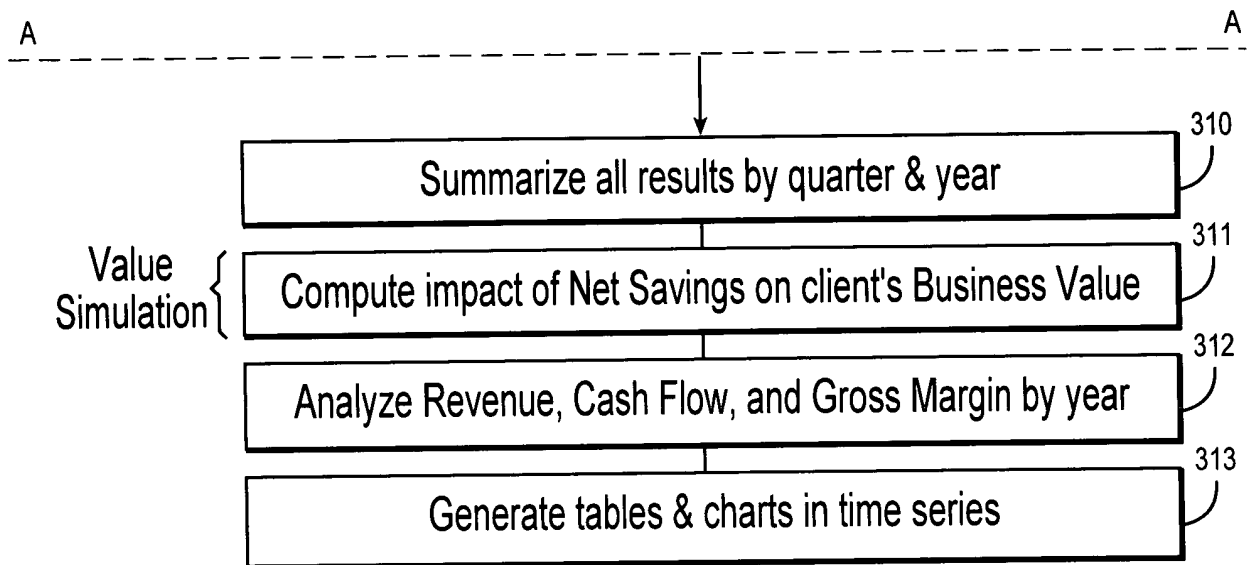 A A
310
Summarize all results by quarter & year
311
Value
Simulation
Compute impact of Net Savings on client's Business Value
312
Analyze Revenue, Cash Flow, and Gross Margin by year
313
Generate tables & charts in time series